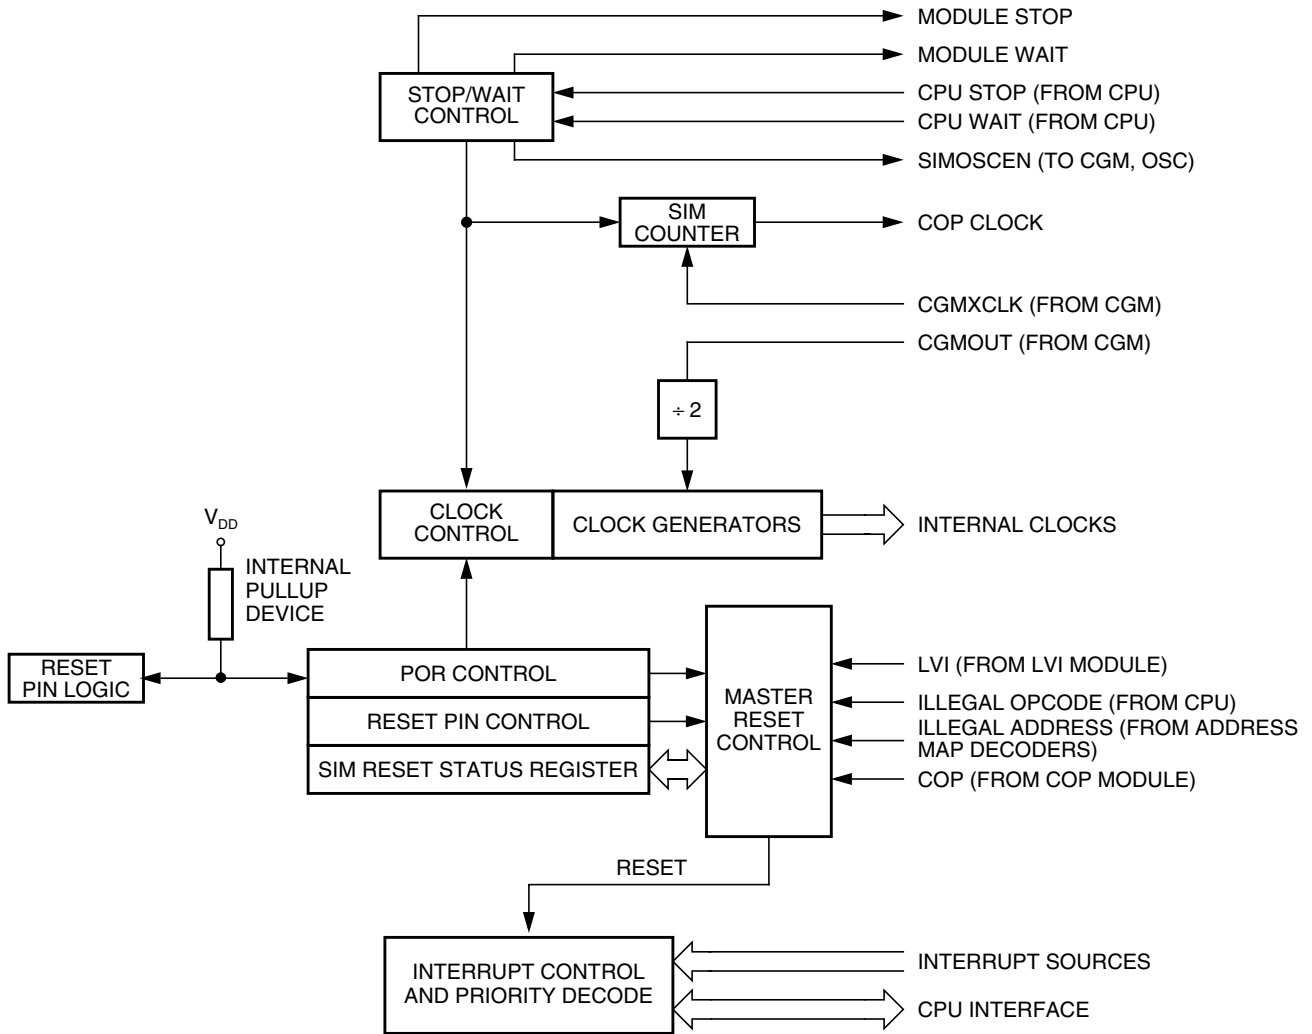 MODULE STOP
MODULE WAIT
STOP/WAIT
CONTROL
CPU STOP (FROM CPU)
CPU WAIT (FROM CPU)
SIMOSCEN (TO CGM, OSC)
SIM
COUNTER
COP CLOCK
CGMXCLK (FROM CGM)
CGMOUT (FROM CGM)
÷ 2
CLOCK
CONTROL
CLOCK GENERATORS
INTERNAL CLOCKS
VDD
INTERNAL
PULLUP
DEVICE
RESET
PIN LOGIC
POR CONTROL
RESET PIN CONTROL
SIM RESET STATUS REGISTER
MASTER
RESET
CONTROL
LVI (FROM LVI MODULE)
ILLEGAL OPCODE (FROM CPU)
ILLEGAL ADDRESS (FROM ADDRESS
MAP DECODERS)
COP (FROM COP MODULE)
RESET
INTERRUPT CONTROL
AND PRIORITY DECODE
INTERRUPT SOURCES
CPU INTERFACE